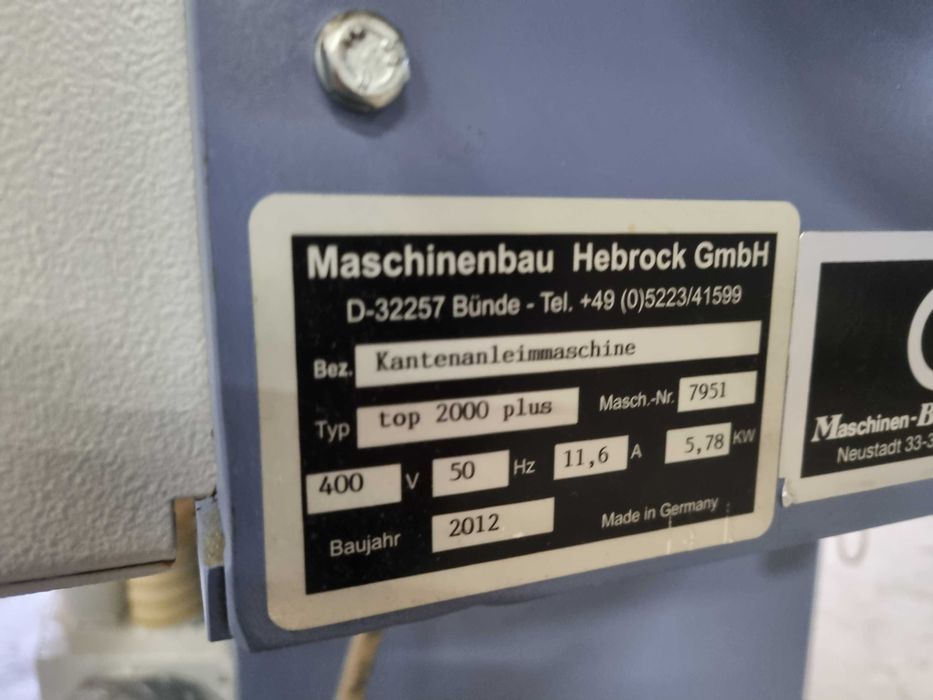 Maschinenbau Hebrock GmbH
D-32257 Bünde - Tel. +49 (0)5223/41599
Bez. Kantenanleimmaschine
Typ top 2000 plus Masch.-Nr. 7951
400 V 50 Hz 11,6 A 5,78 KW
Baujahr 2012 Made in Germany
Maschinen-B
Neustadt 33-3